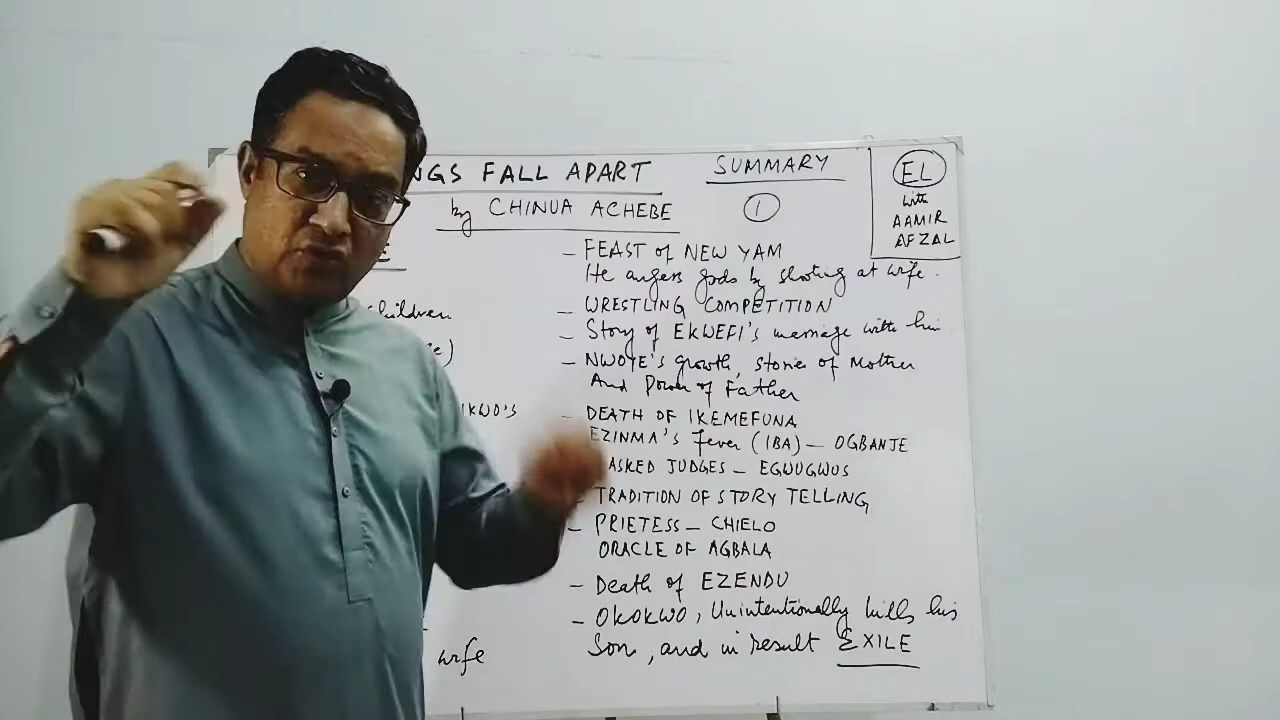 NGS FALL APART
SUMMARY
by CHINUA ACHEBE
1
EL
with
AAMIR
AFZAL
E
children
e)
KWO'S
wife
– FEAST of NEW YAM
He angers gods by shooting at wife.
– WRESTLING COMPETITION
– Story of EKWEFI's marriage with him
– NWOYE'S growth, stories of Mother
And Power of Father
– DEATH OF IKEMEFUNA
EZINMA'S fever (IBA) – OGBANJE
ASKED JUDGES – EGWUGWUS
– TRADITION OF STORY TELLING
– PRIETESS – CHIELO
ORACLE OF AGBALA
– Death of EZENDU
– OKOKWO, Unintentionally kills his
Son, and in result EXILE